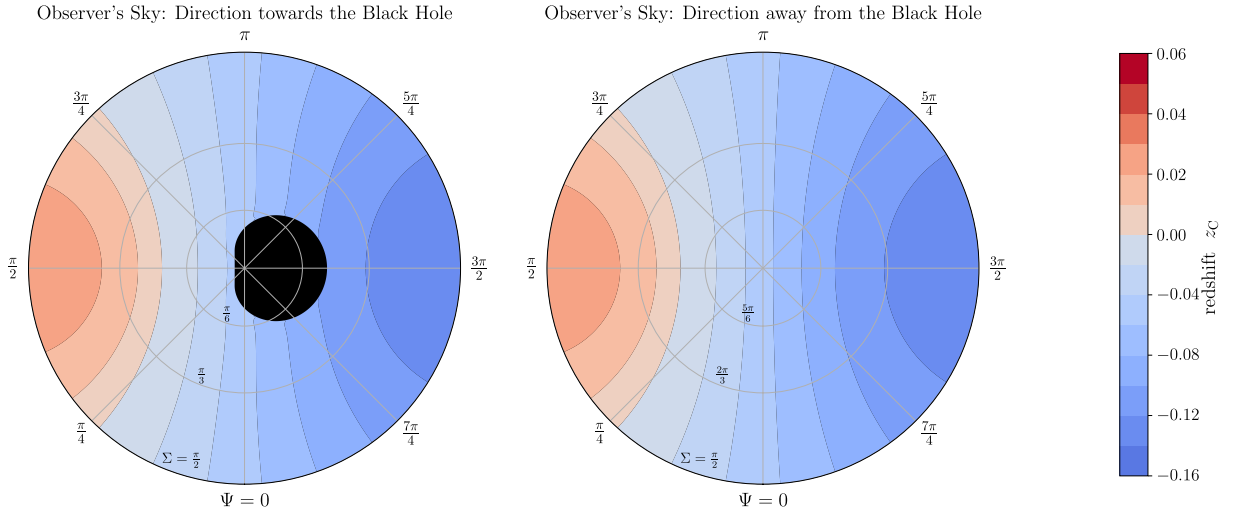 Observer's Sky: Direction towards the Black Hole
π
3π/4
5π/4
π/2
3π/2
π/6
π/3
π/4
7π/4
Σ = π/2
Ψ = 0
Observer's Sky: Direction away from the Black Hole
π
3π/4
5π/4
π/2
3π/2
5π/6
2π/3
π/4
7π/4
Σ = π/2
Ψ = 0
0.06
0.04
0.02
0.00
−0.04
−0.08
−0.12
−0.16
redshift z_C